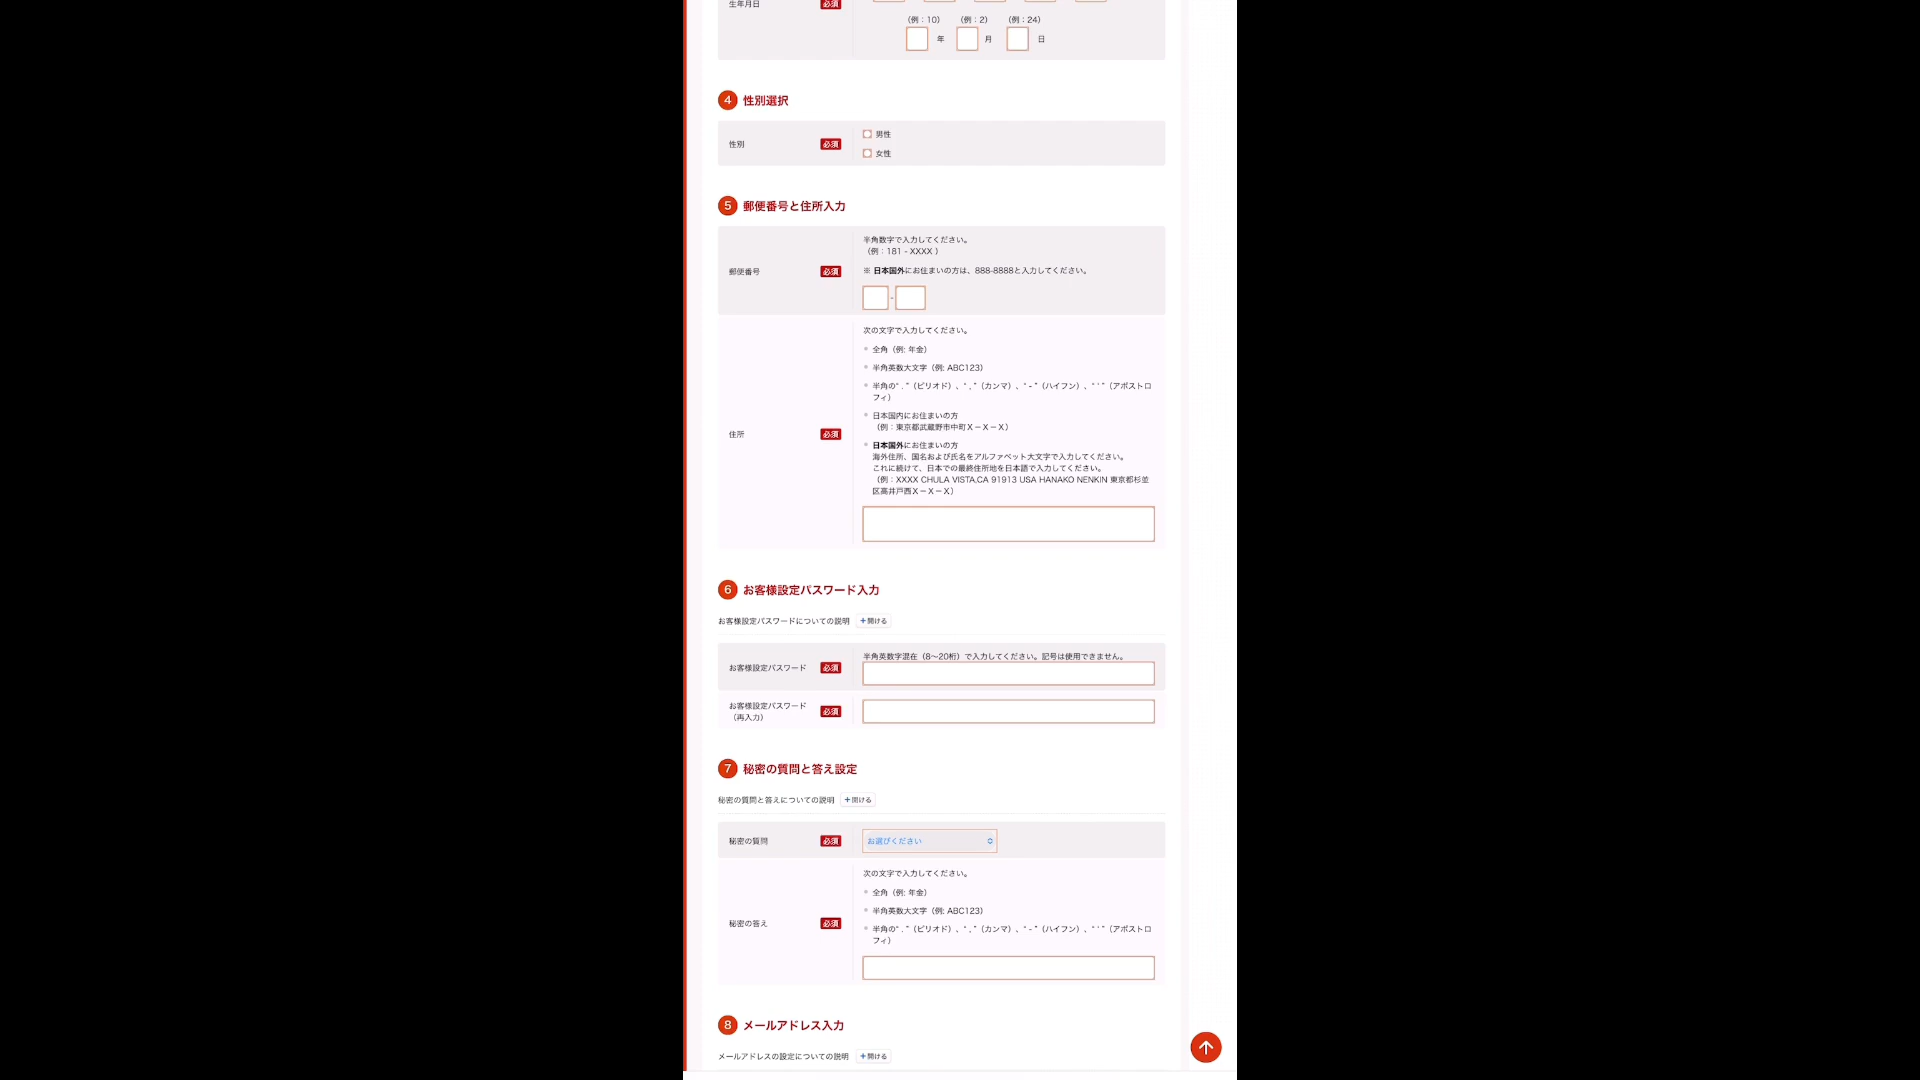 生年月日 必須
（例：10） （例：2） （例：24）
年 月 日
4 性別選択
性別 必須
男性
女性
5 郵便番号と住所入力
郵便番号 必須
半角数字で入力してください。
（例：181 - XXXX ）
※ 日本国外にお住まいの方は、888-8888と入力してください。
-
住所 必須
次の文字で入力してください。
全角（例: 年金）
半角英数大文字（例: ABC123）
半角の“ . ”（ピリオド）、“ , ”（カンマ）、“ - ”（ハイフン）、“ ' ”（アポストロ
フィ）
日本国内にお住まいの方
（例：東京都武蔵野市中町Ｘ－Ｘ－Ｘ）
日本国外にお住まいの方
海外住所、国名および氏名をアルファベット大文字で入力してください。
これに続けて、日本での最終住所地を日本語で入力してください。
（例：XXXX CHULA VISTA,CA 91913 USA HANAKO NENKIN 東京都杉並
区高井戸西Ｘ－Ｘ－Ｘ）
6 お客様設定パスワード入力
お客様設定パスワードについての説明 +開ける
お客様設定パスワード 必須
半角英数字混在（8〜20桁）で入力してください。記号は使用できません。
お客様設定パスワード
（再入力） 必須
7 秘密の質問と答え設定
秘密の質問と答えについての説明 +開ける
秘密の質問 必須 お選びください
秘密の答え 必須
次の文字で入力してください。
全角（例: 年金）
半角英数大文字（例: ABC123）
半角の“ . ”（ピリオド）、“ , ”（カンマ）、“ - ”（ハイフン）、“ ' ”（アポストロ
フィ）
8 メールアドレス入力
メールアドレスの設定についての説明 +開ける